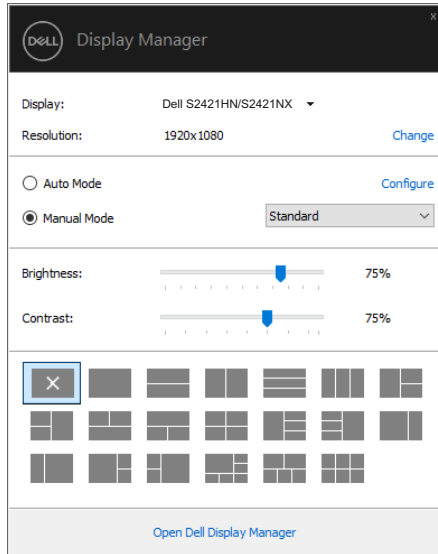 x
DELL Display Manager
Display: Dell S2421HN/S2421NX
Resolution: 1920x1080 Change
Auto Mode Configure
Manual Mode Standard
Brightness: 75%
Contrast: 75%
Open Dell Display Manager